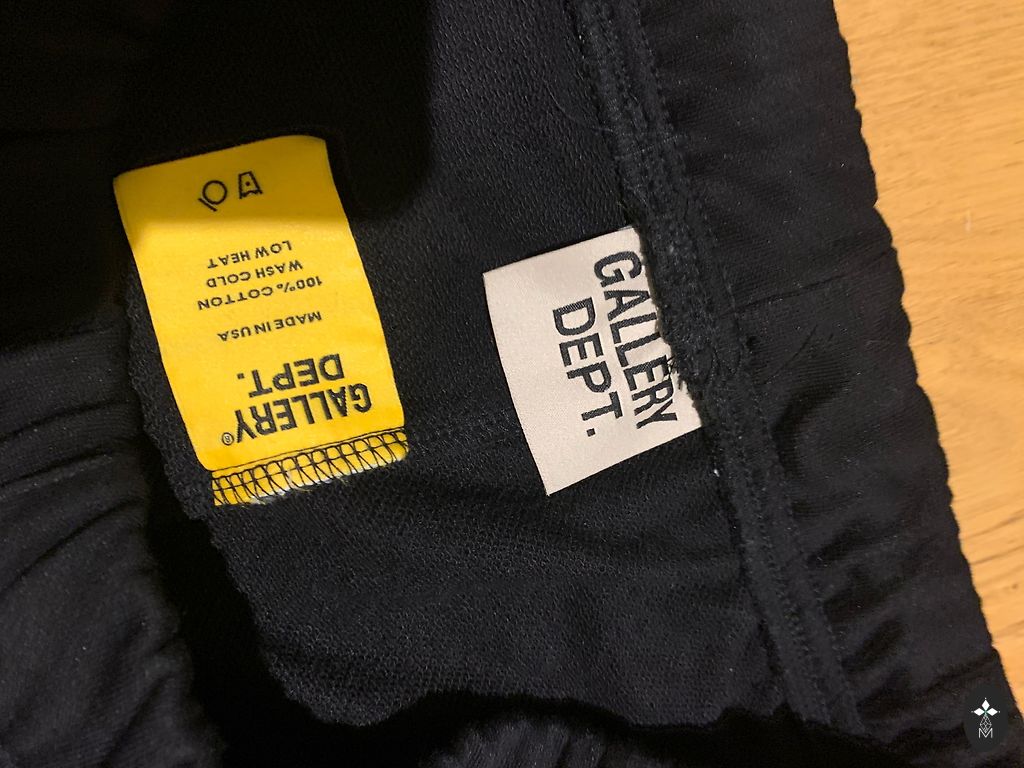 GALLERY®
DEPT.
MADE IN USA
100% COTTON
WASH COLD
LOW HEAT
GALLERY
DEPT.
M